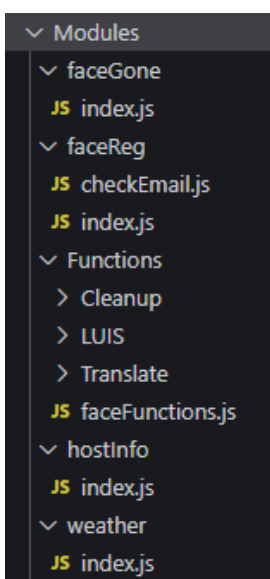 Modules
faceGone
JS index.js
faceReg
JS checkEmail.js
JS index.js
Functions
Cleanup
LUIS
Translate
JS faceFunctions.js
hostInfo
JS index.js
weather
JS index.js